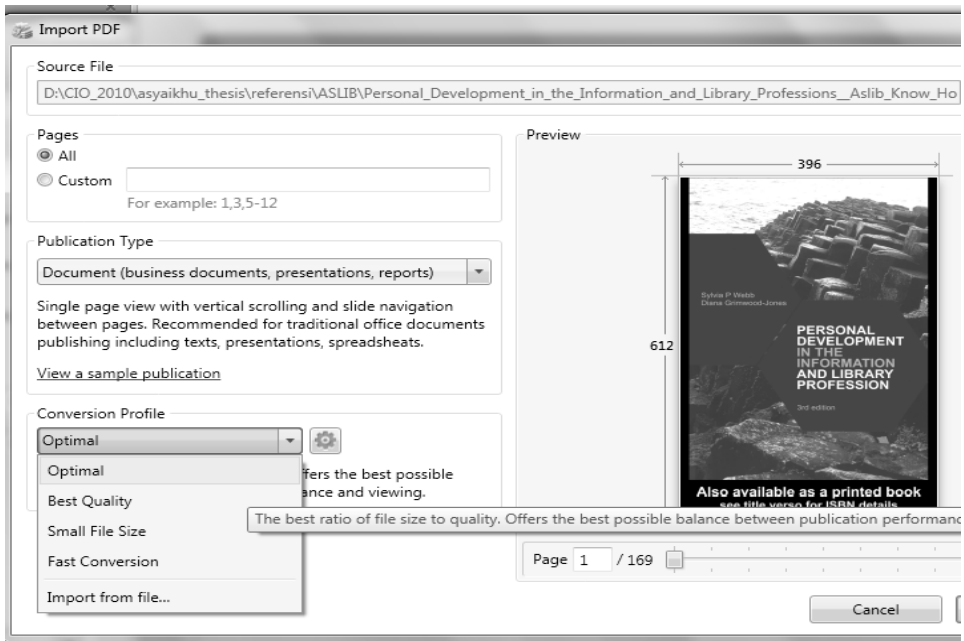 Import PDF
Source File
D:\CIO_2010\asyaikhu_thesis\referensi\ASLIB\Personal_Development_in_the_Information_and_Library_Professions__Aslib_Know_Ho
Pages
All
Custom
For example: 1,3,5-12
Publication Type
Document (business documents, presentations, reports)
Single page view with vertical scrolling and slide navigation
between pages. Recommended for traditional office documents
publishing including texts, presentations, spreadsheats.
View a sample publication
Conversion Profile
Optimal
Optimal
Best Quality
Small File Size
Fast Conversion
Import from file...
ffers the best possible
ance and viewing.
The best ratio of file size to quality. Offers the best possible balance between publication performanc
Preview
396
612
Sylvia P Webb
Diana Grimwood-Jones
PERSONAL
DEVELOPMENT
IN THE
INFORMATION
AND LIBRARY
PROFESSION
3rd edition
Also available as a printed book
see title verso for ISBN details
Page 1 / 169
Cancel